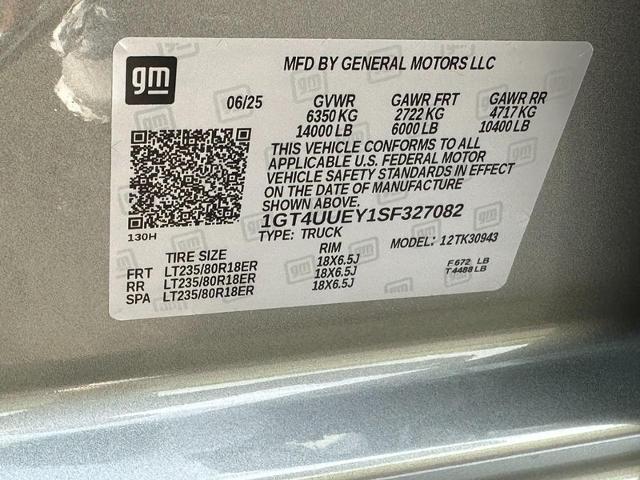 gm
MFD BY GENERAL MOTORS LLC
06/25 GVWR GAWR FRT GAWR RR
6350 KG 2722 KG 4717 KG
14000 LB 6000 LB 10400 LB
THIS VEHICLE CONFORMS TO ALL
APPLICABLE U.S. FEDERAL MOTOR
VEHICLE SAFETY STANDARDS IN EFFECT
ON THE DATE OF MANUFACTURE
SHOWN ABOVE.
1GT4UUEY1SF327082
130H
TYPE: TRUCK MODEL: 12TK30943
TIRE SIZE RIM
FRT LT235/80R18ER 18X6.5J
RR LT235/80R18ER 18X6.5J
SPA LT235/80R18ER 18X6.5J
F672 LB
T4488 LB